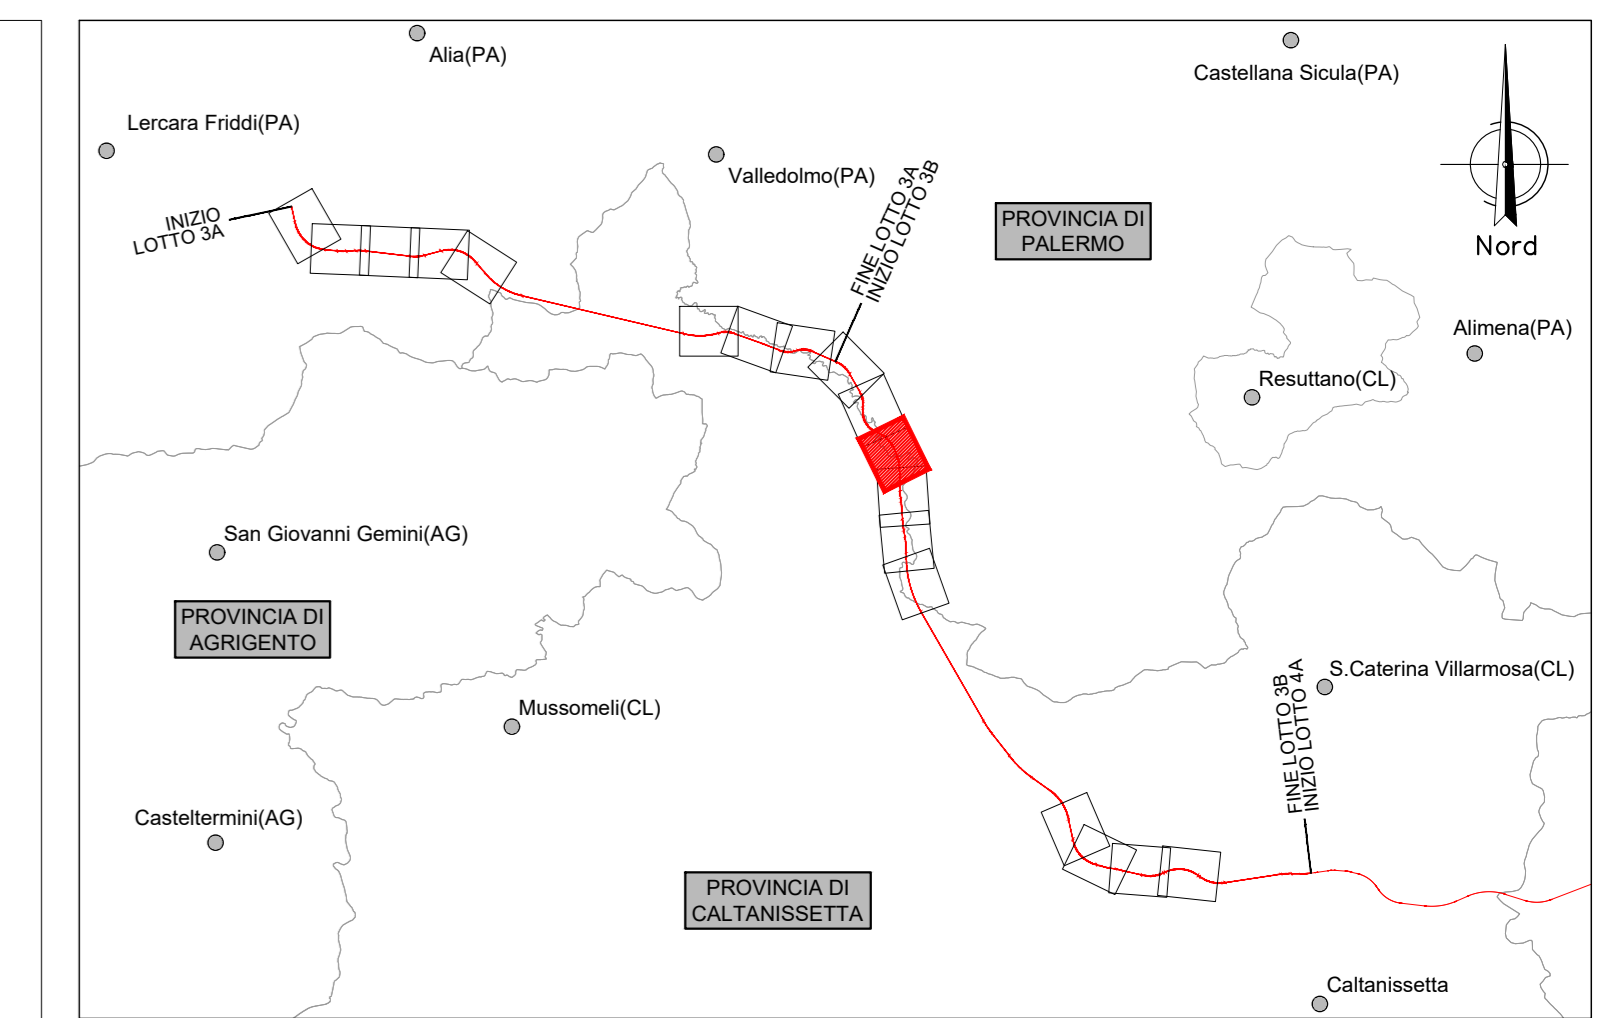 Alia(PA)
Castellana Sicula(PA)
Lercara Friddi(PA)
Valledolmo(PA)
INIZIO
LOTTO 3A
FINE LOTTO 3A
INIZIO LOTTO 3B
PROVINCIA DI
PALERMO
Nord
Alimena(PA)
Resuttano(CL)
San Giovanni Gemini(AG)
PROVINCIA DI
AGRIGENTO
Mussomeli(CL)
S.Caterina Villarmosa(CL)
FINE LOTTO 3B
INIZIO LOTTO 4A
Casteltermini(AG)
PROVINCIA DI
CALTANISSETTA
Caltanissetta